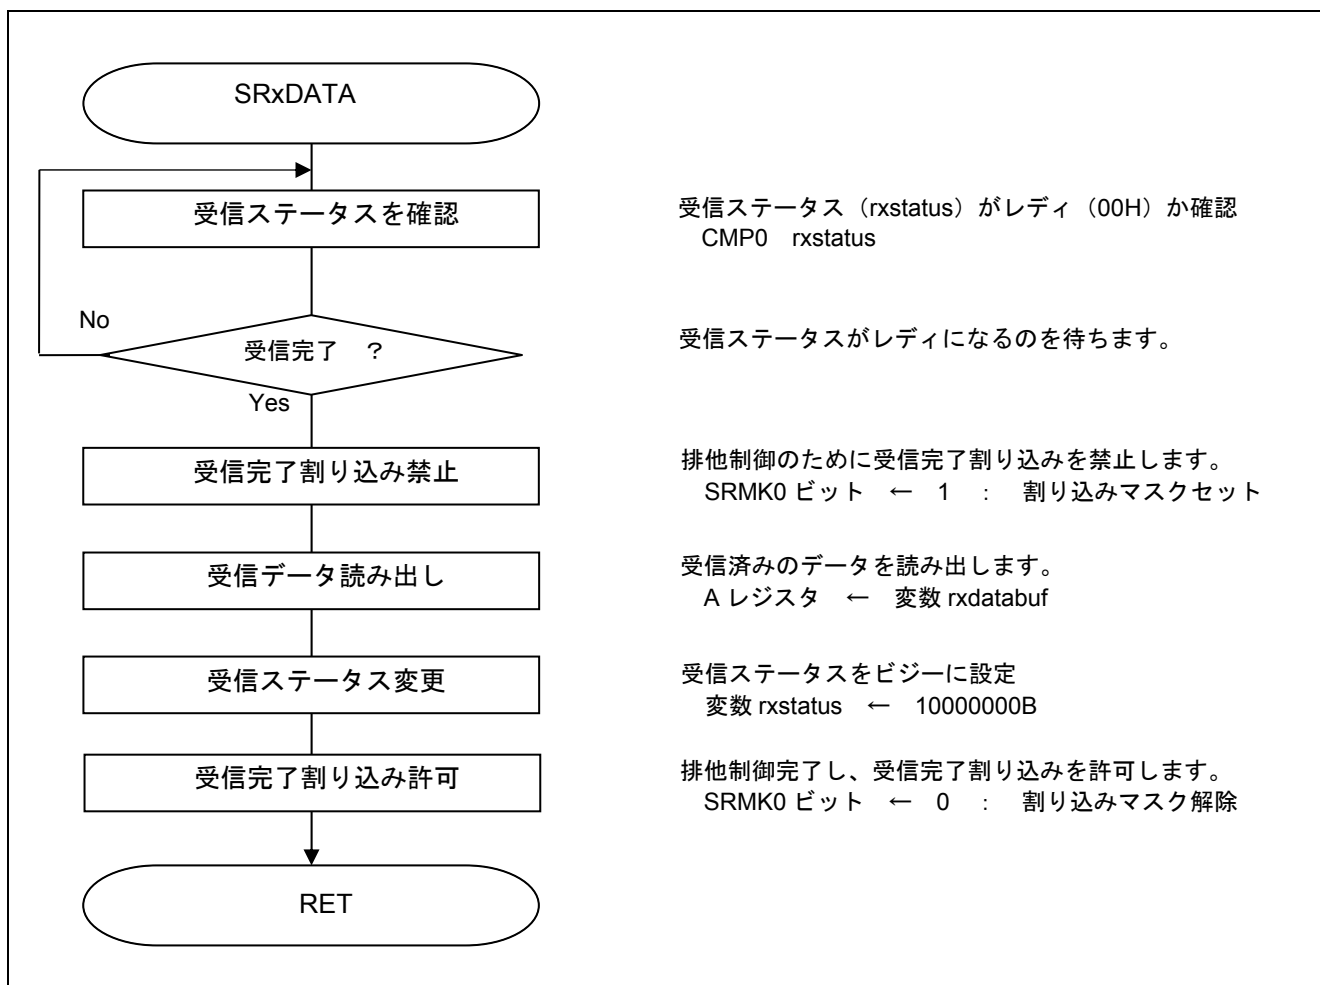 SRxDATA
受信ステータスを確認
受信ステータス（rxstatus）がレディ（00H）か確認
CMP0 rxstatus
No
受信完了 ？
受信ステータスがレディになるのを待ちます。
Yes
受信完了割り込み禁止
排他制御のために受信完了割り込みを禁止します。
SRMK0 ビット ← 1 ： 割り込みマスクセット
受信データ読み出し
受信済みのデータを読み出します。
A レジスタ ← 変数 rxdatabuf
受信ステータス変更
受信ステータスをビジーに設定
変数 rxstatus ← 10000000B
受信完了割り込み許可
排他制御完了し、受信完了割り込みを許可します。
SRMK0 ビット ← 0 ： 割り込みマスク解除
RET